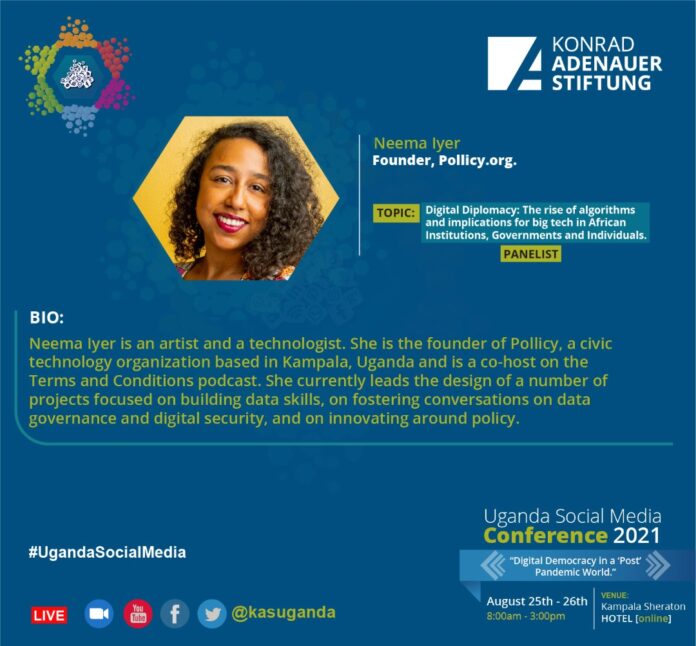 KONRAD
ADENAUER
STIFTUNG
Neema Iyer
Founder, Pollicy.org.
TOPIC: Digital Diplomacy: The rise of algorithms
and implications for big tech in African
Institutions, Governments and Individuals.
PANELIST
BIO:
Neema Iyer is an artist and a technologist. She is the founder of Pollicy, a civic
technology organization based in Kampala, Uganda and is a co-host on the
Terms and Conditions podcast. She currently leads the design of a number of
projects focused on building data skills, on fostering conversations on data
governance and digital security, and on innovating around policy.
#UgandaSocialMedia
LIVE
You
Tube
@kasuganda
Uganda Social Media
Conference 2021
"Digital Democracy in a 'Post'
Pandemic World."
August 25th - 26th
8:00am - 3:00pm
VENUE:
Kampala Sheraton
HOTEL [online]